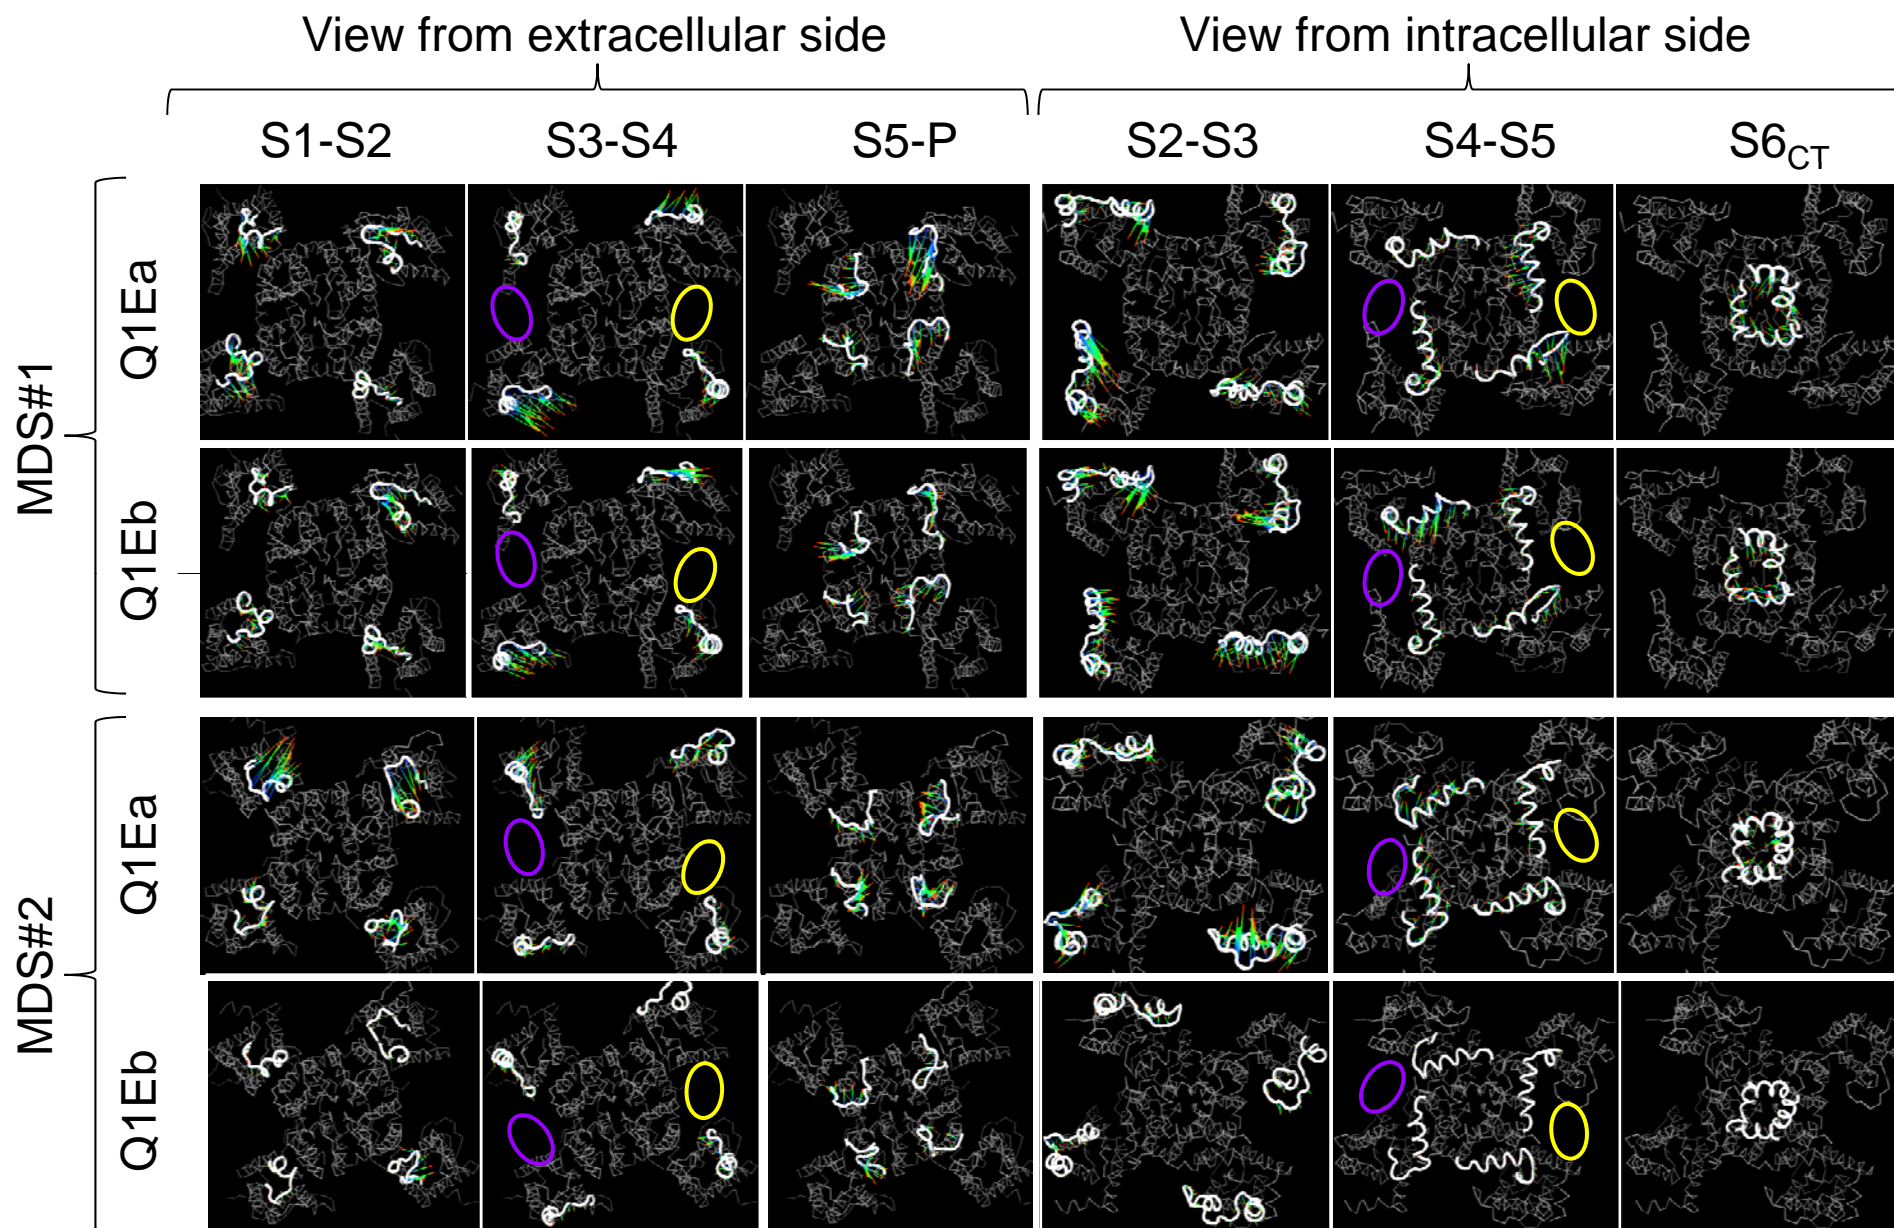 View from extracellular side
View from intracellular side
S1-S2
S3-S4
S5-P
S2-S3
S4-S5
S6CT
MDS#1
Q1Ea
Q1Eb
MDS#2
Q1Ea
Q1Eb